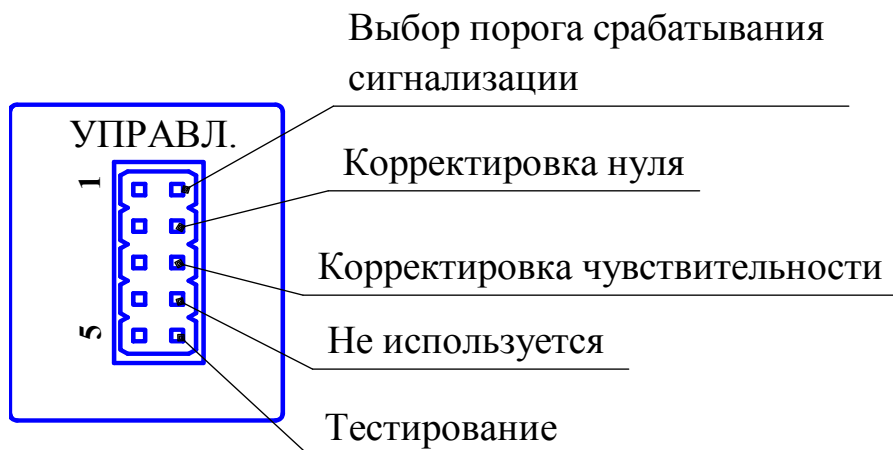 Выбор порога срабатывания
сигнализации
УПРАВЛ.
1
Корректировка нуля
Корректировка чувствительности
Не используется
5
Тестирование